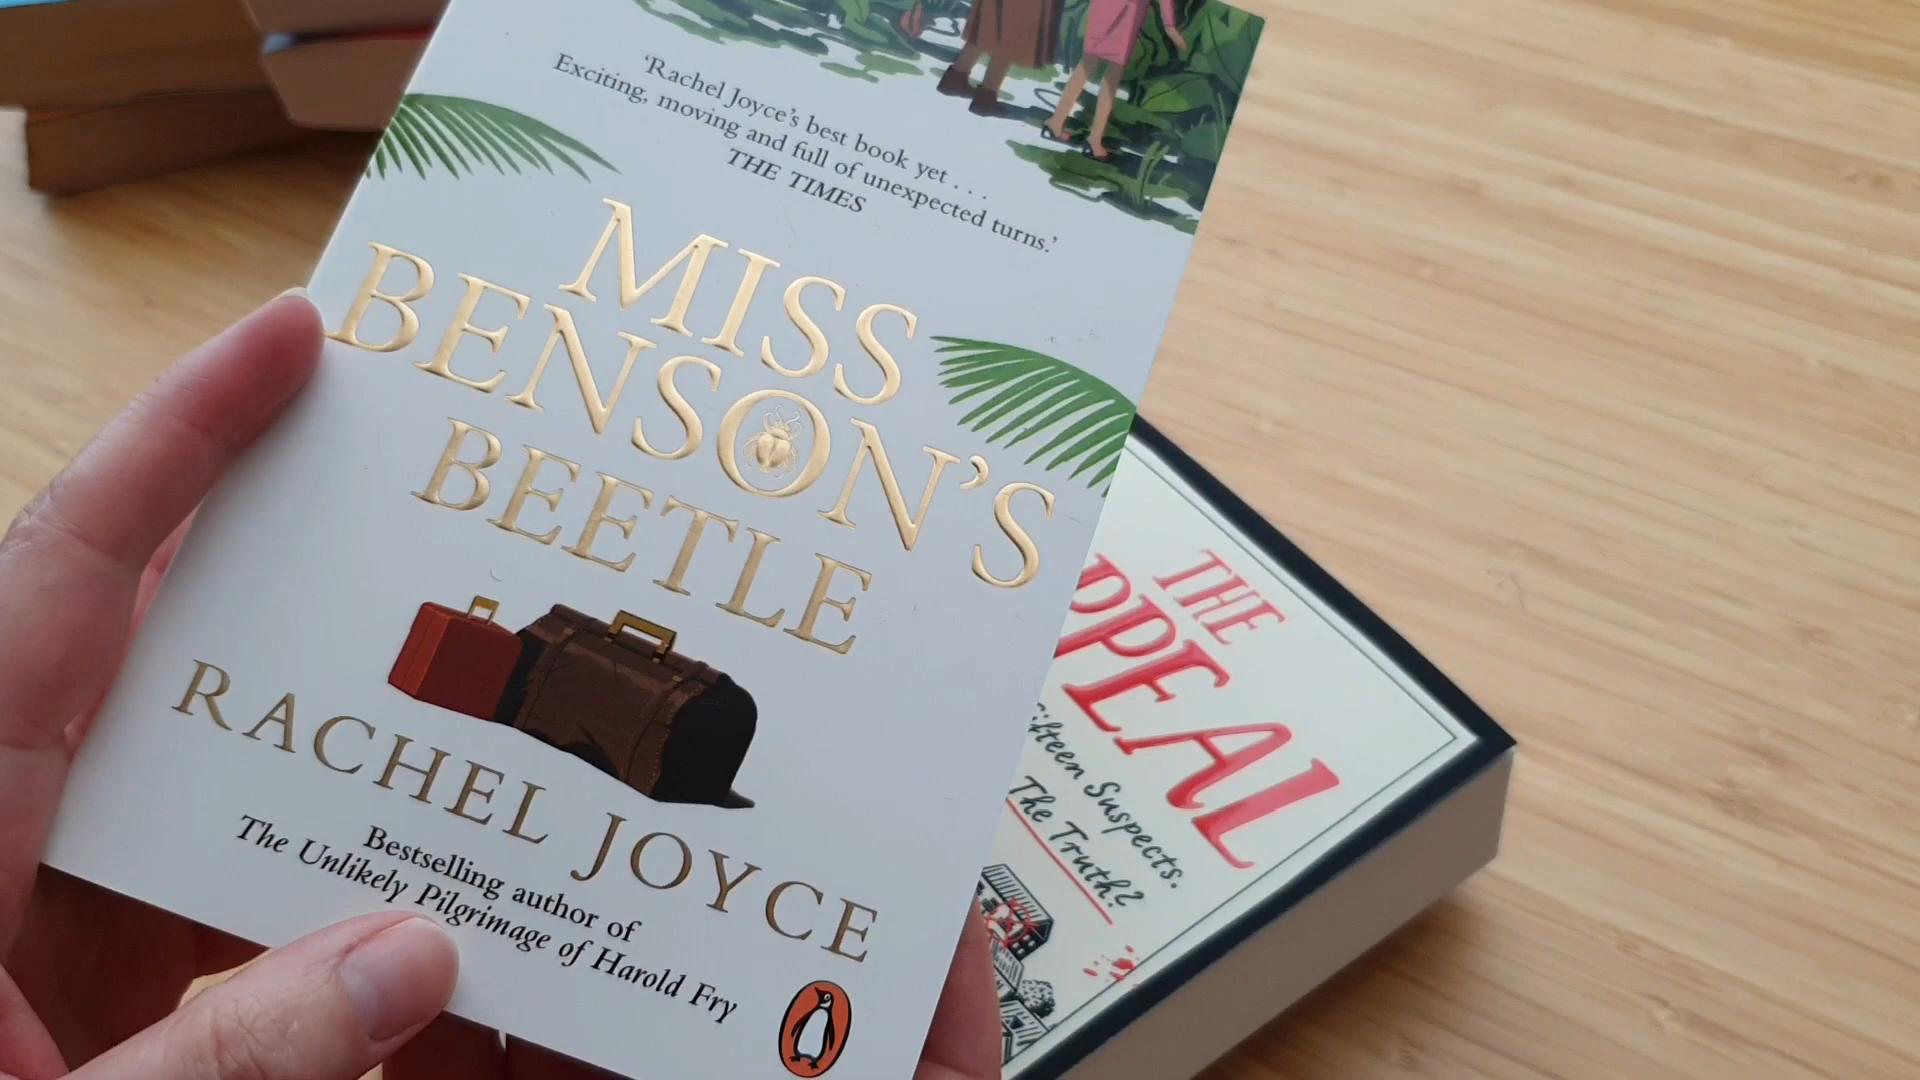 ‘Rachel Joyce’s best book yet . . .
Exciting, moving and full of unexpected turns.’
THE TIMES
MISS
BENSON’S
BEETLE
RACHEL JOYCE
Bestselling author of
The Unlikely Pilgrimage of Harold Fry
THE
PPEAL
Suspects.
The Truth?